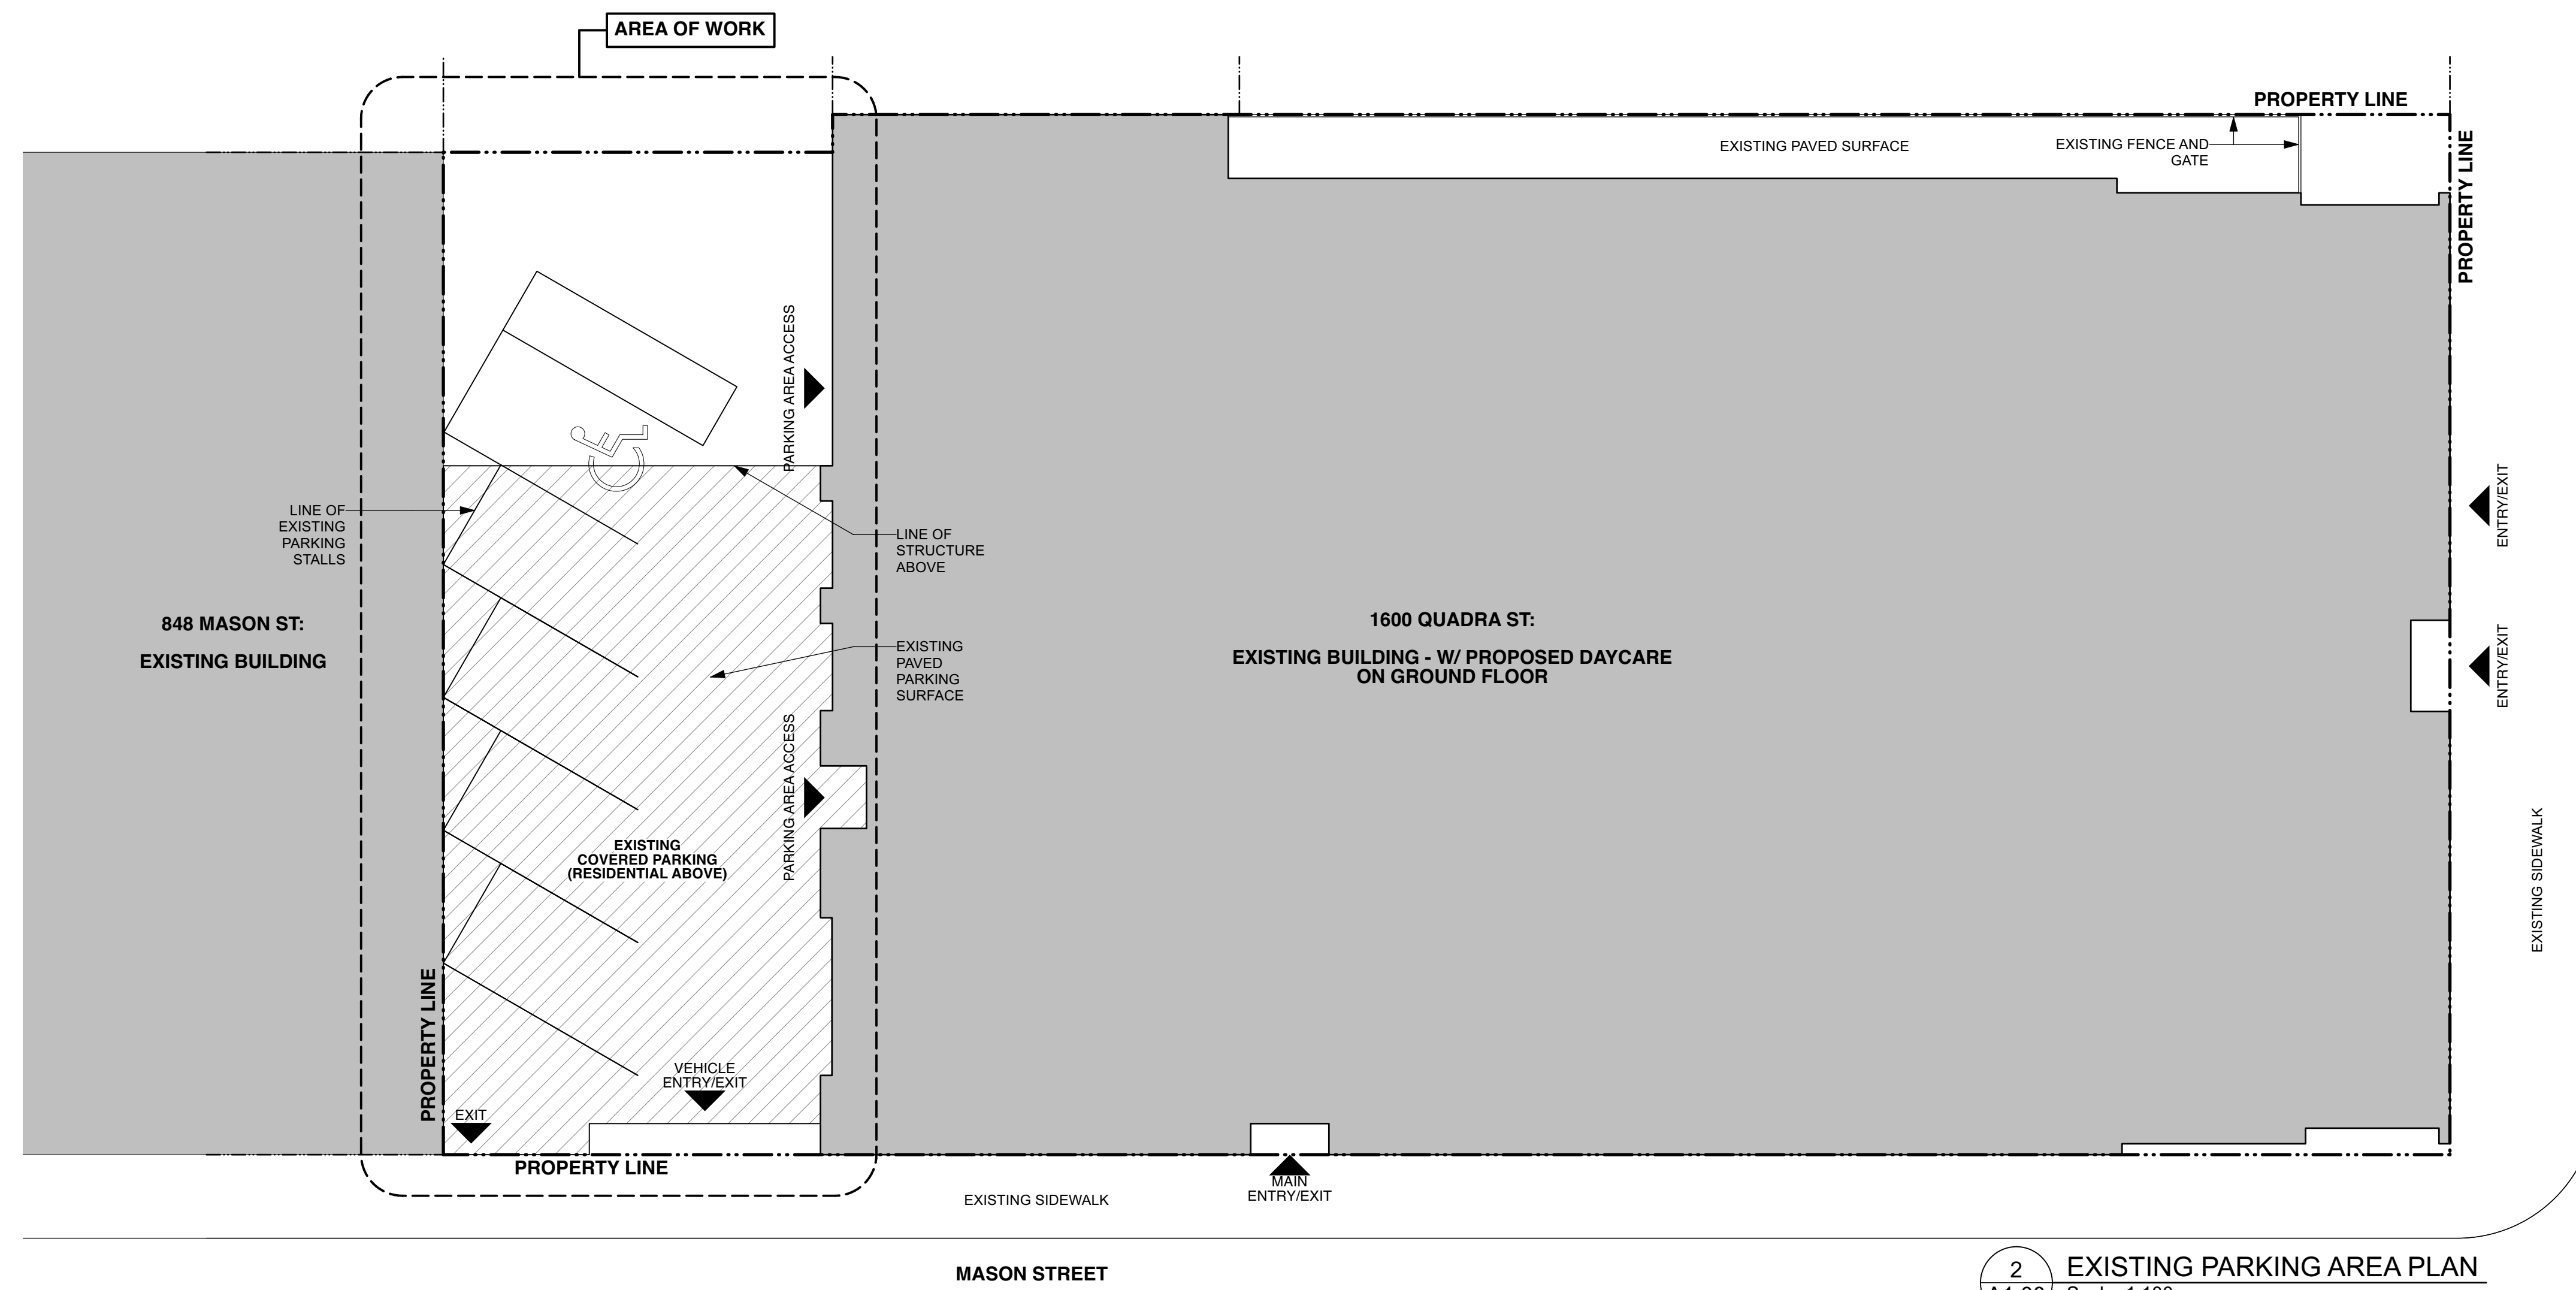 AREA OF WORK
PROPERTY LINE
EXISTING PAVED SURFACE
EXISTING FENCE AND
GATE
PROPERTY LINE
PARKING AREA ACCESS
LINE OF
EXISTING
PARKING
STALLS
LINE OF
STRUCTURE
ABOVE
ENTRY/EXIT
848 MASON ST:
EXISTING BUILDING
EXISTING
PAVED
PARKING
SURFACE
1600 QUADRA ST:
EXISTING BUILDING - W/ PROPOSED DAYCARE
ON GROUND FLOOR
ENTRY/EXIT
PARKING AREA ACCESS
EXISTING
COVERED PARKING
(RESIDENTIAL ABOVE)
EXISTING SIDEWALK
PROPERTY LINE
VEHICLE
ENTRY/EXIT
EXIT
PROPERTY LINE
MAIN
ENTRY/EXIT
EXISTING SIDEWALK
MASON STREET
2
EXISTING PARKING AREA PLAN